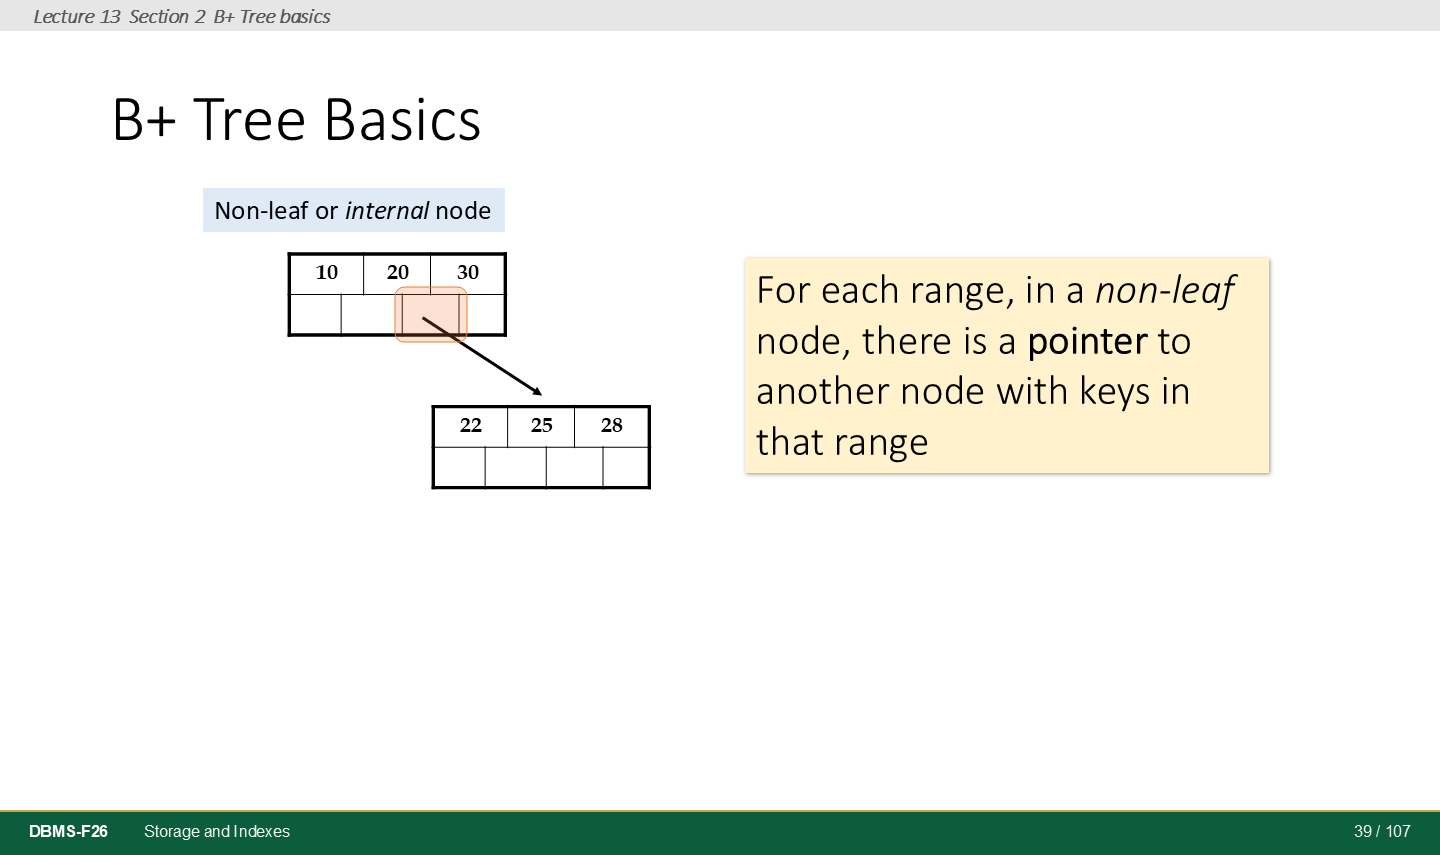 Lecture 13 Section 2 B+ Tree basics
B+ Tree Basics
Non-leaf or internal node
10 20 30
22 25 28
For each range, in a non-leaf
node, there is a pointer to
another node with keys in
that range
DBMS-F26 Storage and Indexes 39 / 107